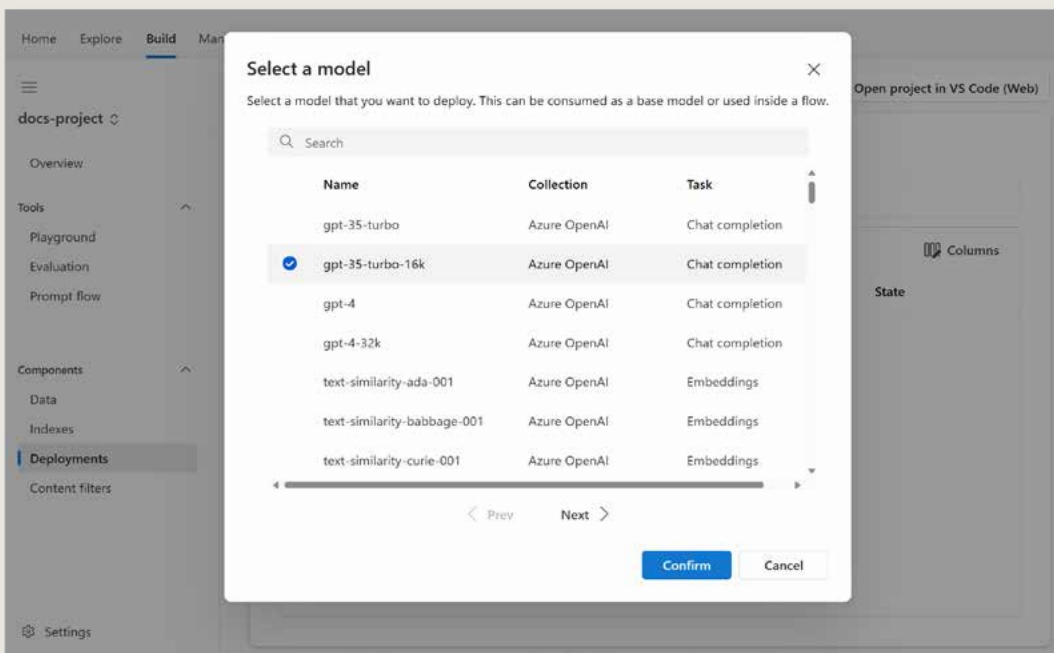 Home Explore Build Man
docs-project
Overview
Tools
Playground
Evaluation
Prompt flow
Components
Data
Indexes
Deployments
Content filters
Settings
Select a model
Select a model that you want to deploy. This can be consumed as a base model or used inside a flow.
Search
Name Collection Task
gpt-35-turbo Azure OpenAI Chat completion
gpt-35-turbo-16k Azure OpenAI Chat completion
gpt-4 Azure OpenAI Chat completion
gpt-4-32k Azure OpenAI Chat completion
text-similarity-ada-001 Azure OpenAI Embeddings
text-similarity-babbage-001 Azure OpenAI Embeddings
text-similarity-curie-001 Azure OpenAI Embeddings
Prev Next
Confirm Cancel
Open project in VS Code (Web)
Columns
State